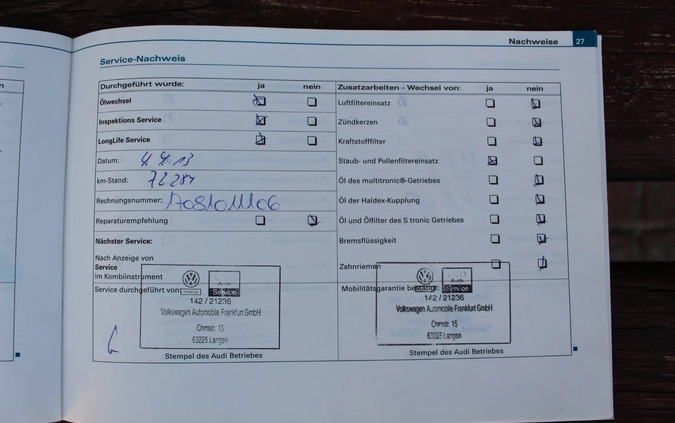 Nachweise 27
Service-Nachweis
Durchgeführt wurde: ja nein
Ölwechsel
Inspektions Service
LongLife Service
Datum: 4.4.13
km-Stand: 72284
Rechnungsnummer:
Reparaturempfehlung
Nächster Service:
Nach Anzeige von
Service
im Kombiinstrument
Service durchgeführt von:
Service
142 / 21236
Volkswagen Automobile Frankfurt GmbH
Ohmstr. 15
63225 Langen
Stempel des Audi Betriebes
Zusatzarbeiten - Wechsel von: ja nein
Luftfiltereinsatz
Zündkerzen
Kraftstofffilter
Staub- und Pollenfiltereinsatz
Öl des multitronic®-Getriebes
Öl der Haldex-Kupplung
Öl und Ölfilter des S tronic Getriebes
Bremsflüssigkeit
Zahnriemen
Mobilitätsgarantie
Service
142 / 21236
Volkswagen Automobile Frankfurt GmbH
Ohmstr. 15
63225 Langen
Stempel des Audi Betriebes